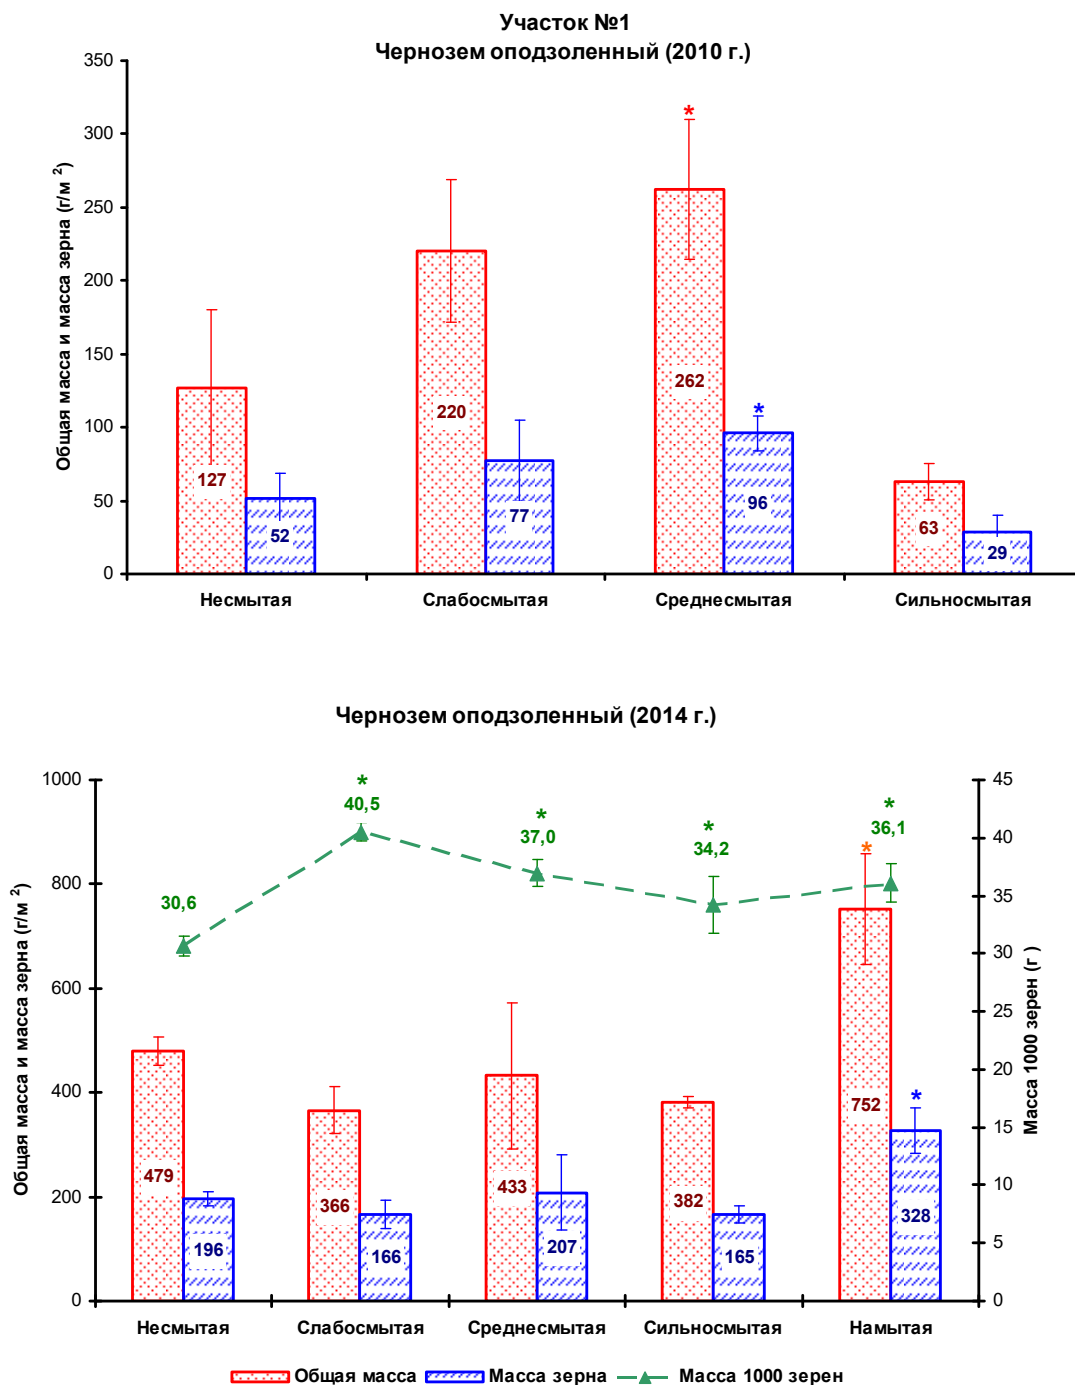 Участок №1
Чернозем оподзоленный (2010 г.)
Общая масса и масса зерна (г/м ²)
350
300
250
200
150
100
50
0
*
262
220
*
127
96
77
52
63
29
Несмытая Слабосмытая Среднесмытая Сильносмытая
Чернозем оподзоленный (2014 г.)
Общая масса и масса зерна (г/м ²)
1000
800
600
400
200
0
Масса 1000 зерен (г )
45
40
35
30
25
20
15
10
5
0
* * * *
30,6 40,5 37,0 34,2 36,1
*
*
479 366 433 382 752
196 166 207 165 328
Несмытая Слабосмытая Среднесмытая Сильносмытая Намытая
Общая масса Масса зерна Масса 1000 зерен